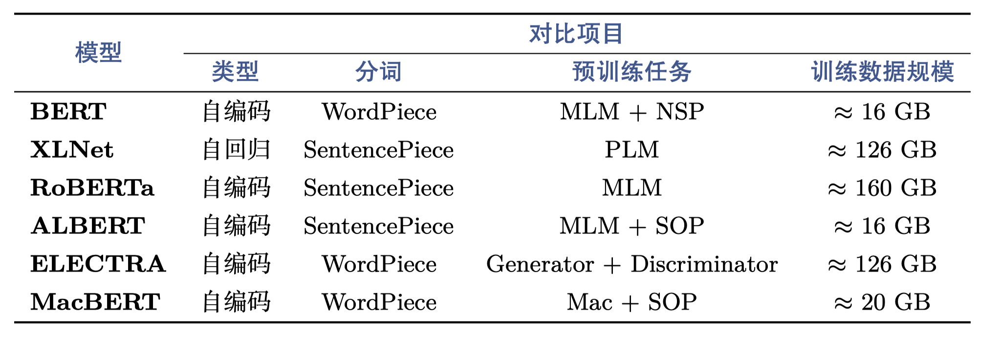 对比项目
模型
类型 分词 预训练任务 训练数据规模
BERT 自编码 WordPiece MLM + NSP ≈ 16 GB
XLNet 自回归 SentencePiece PLM ≈ 126 GB
RoBERTa 自编码 SentencePiece MLM ≈ 160 GB
ALBERT 自编码 SentencePiece MLM + SOP ≈ 16 GB
ELECTRA 自编码 WordPiece Generator + Discriminator ≈ 126 GB
MacBERT 自编码 WordPiece Mac + SOP ≈ 20 GB